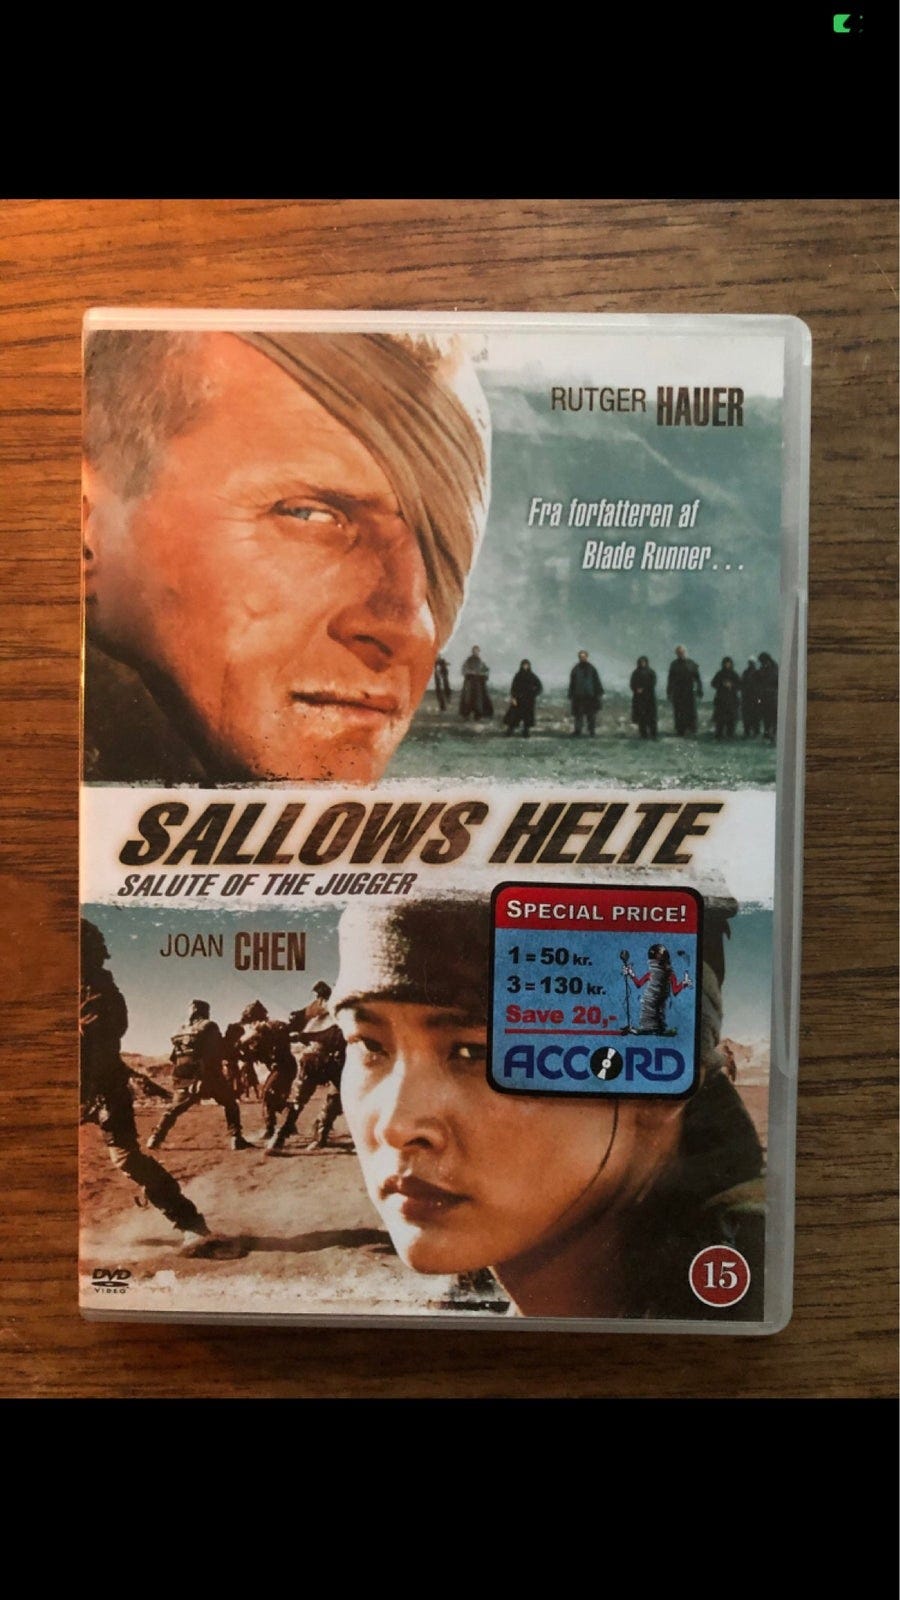 RUTGER HAUER
Fra forfatteren af
Blade Runner...
SALLOWS HELTE
SALUTE OF THE JUGGER
JOAN CHEN
SPECIAL PRICE!
1 = 50 kr.
3 = 130 kr.
Save 20,-
ACCORD
DVD
VIDEO
15